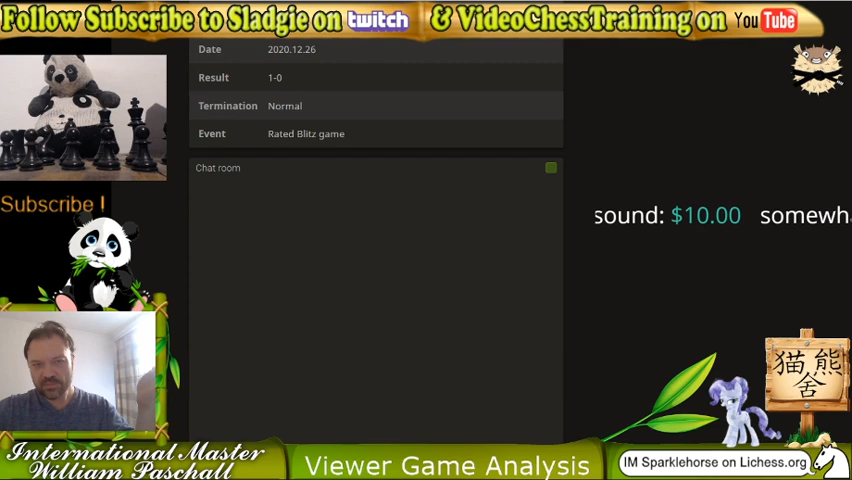 Follow Subscribe to Sladgie on twitch & VideoChessTraining on YouTube
Date 2020.12.26
Result 1-0
Termination Normal
Event Rated Blitz game
Chat room
sound: $10.00 somewha
Subscribe !
猫熊
舍
International Master
William Paschall
Viewer Game Analysis
IM Sparklehorse on Lichess.org